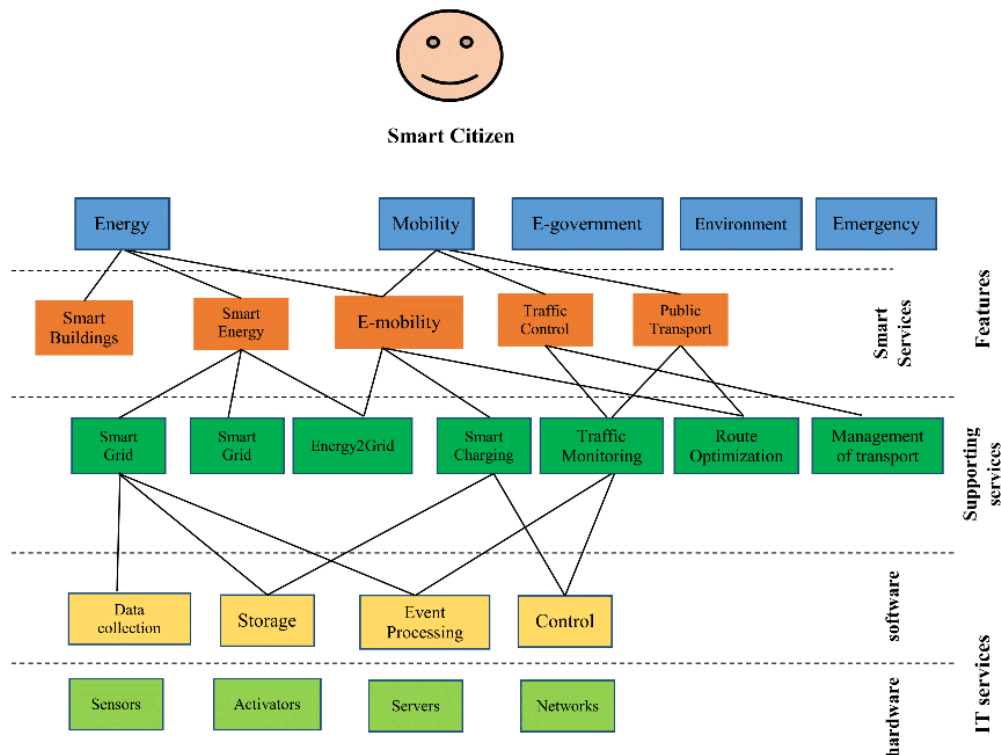 Smart Citizen
Energy
Mobility
E-government
Environment
Emergency
Features
Smart
Services
Smart
Buildings
Smart
Energy
E-mobility
Traffic
Control
Public
Transport
Smart
Grid
Smart
Grid
Energy2Grid
Smart
Charging
Traffic
Monitoring
Route
Optimization
Management
of transport
Supporting
services
Data
collection
Storage
Event
Processing
Control
software
IT services
Sensors
Activators
Servers
Networks
hardware